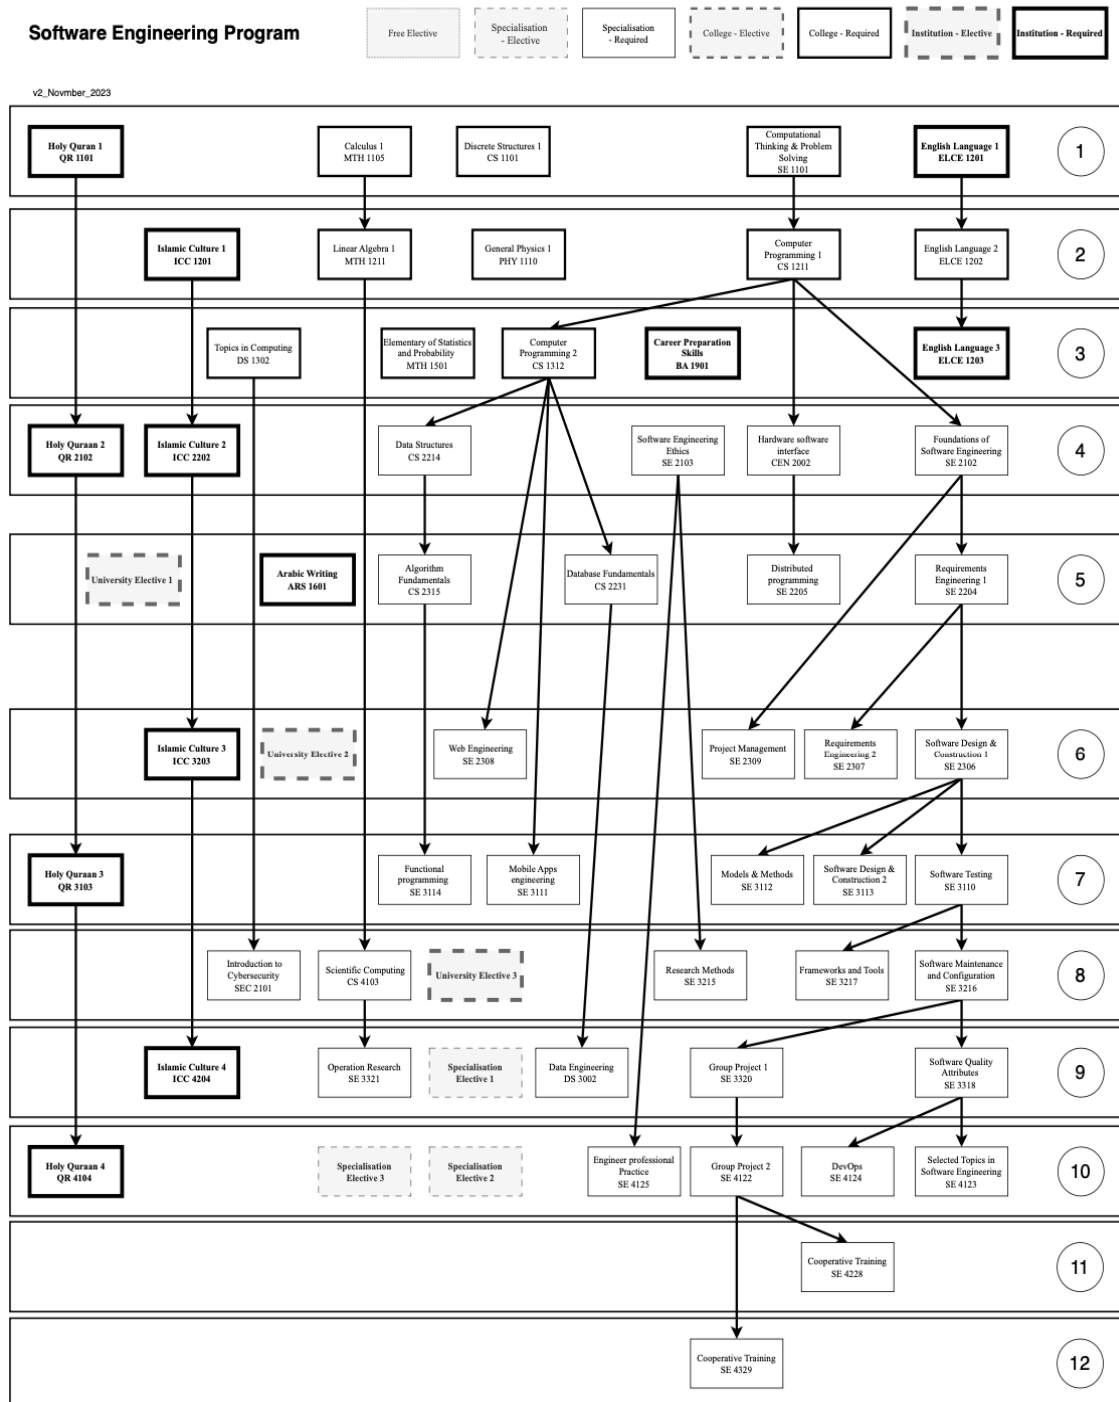 Software Engineering Program
Free Elective
Specialisation
- Elective
Specialisation
- Required
College - Elective
College - Required
Institution - Elective
Institution - Required
v2_Novmber_2023
Holy Quran 1
QR 1101
Calculus 1
MTH 1105
Discrete Structures 1
CS 1101
Computational
Thinking & Problem
Solving
SE 1101
English Language 1
ELCE 1201
1
Islamic Culture 1
ICC 1201
Linear Algebra 1
MTH 1211
General Physics 1
PHY 1110
Computer
Programming 1
CS 1211
English Language 2
ELCE 1202
2
Topics in Computing
DS 1302
Elementary of Statistics
and Probability
MTH 1501
Computer
Programming 2
CS 1312
Career Preparation
Skills
BA 1901
English Language 3
ELCE 1203
3
Holy Quraan 2
QR 2102
Islamic Culture 2
ICC 2202
Data Structures
CS 2214
Software Engineering
Ethics
SE 2103
Hardware software
interface
CEN 2002
Foundations of
Software Engineering
SE 2102
4
University Elective 1
Arabic Writing
ARS 1601
Algorithm
Fundamentals
CS 2315
Database Fundamentals
CS 2231
Distributed
programming
SE 2205
Requirements
Engineering 1
SE 2204
5
Islamic Culture 3
ICC 3203
University Elective 2
Web Engineering
SE 2308
Project Management
SE 2309
Requirements
Engineering 2
SE 2307
Software Design &
Construction 1
SE 2306
6
Holy Quraan 3
QR 3103
Functional
programming
SE 3114
Mobile Apps
engineering
SE 3111
Models & Methods
SE 3112
Software Design &
Construction 2
SE 3113
Software Testing
SE 3110
7
Introduction to
Cybersecurity
SEC 2101
Scientific Computing
CS 4103
University Elective 3
Research Methods
SE 3215
Frameworks and Tools
SE 3217
Software Maintenance
and Configuration
SE 3216
8
Islamic Culture 4
ICC 4204
Operation Research
SE 3321
Specialisation
Elective 1
Data Engineering
DS 3002
Group Project 1
SE 3320
Software Quality
Attributes
SE 3318
9
Holy Quraan 4
QR 4104
Specialisation
Elective 3
Specialisation
Elective 2
Engineer professional
Practice
SE 4125
Group Project 2
SE 4122
DevOps
SE 4124
Selected Topics in
Software Engineering
SE 4123
10
Cooperative Training
SE 4228
11
Cooperative Training
SE 4329
12